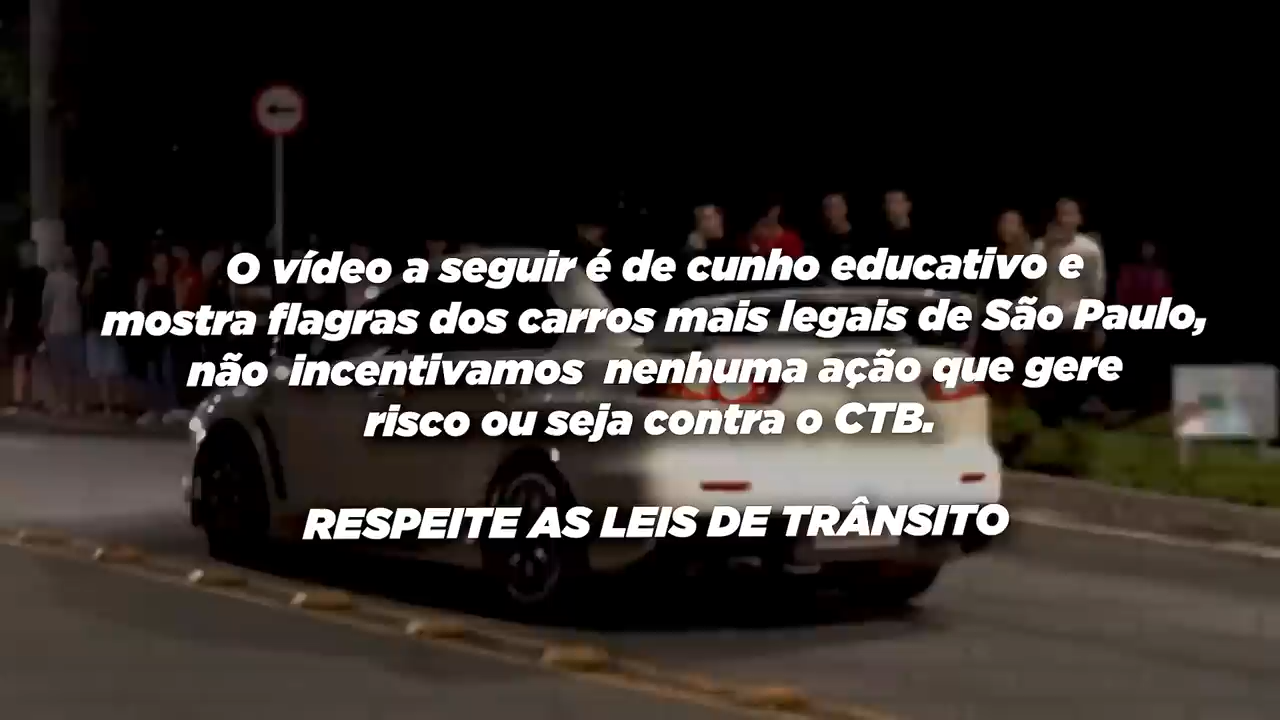 O vídeo a seguir é de cunho educativo e
mostra flagras dos carros mais legais de São Paulo,
não incentivamos nenhuma ação que gere
risco ou seja contra o CTB.
RESPEITE AS LEIS DE TRÂNSITO